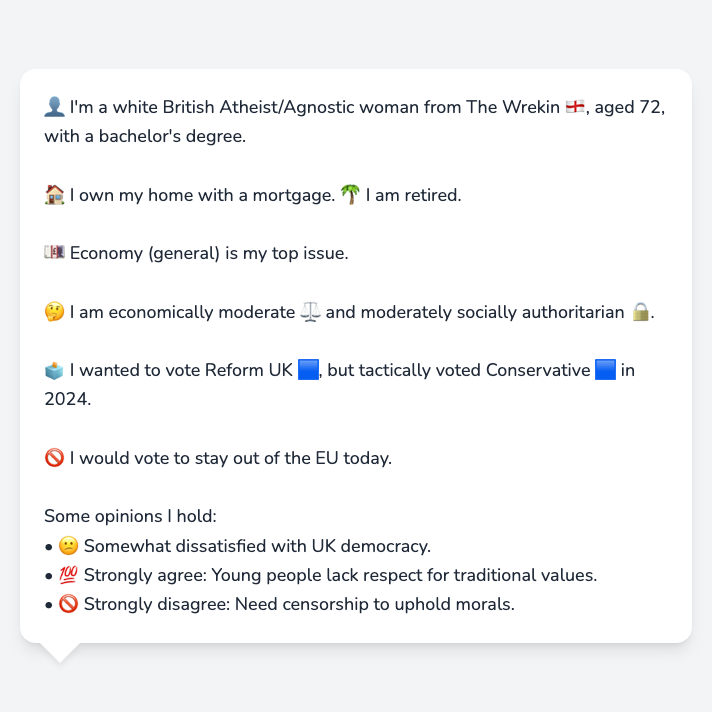 👤 I'm a white British Atheist/Agnostic woman from The Wrekin 🏴󠁧󠁢󠁥󠁮󠁧󠁿, aged 72,
with a bachelor's degree.
🏠 I own my home with a mortgage. 🌴 I am retired.
💷 Economy (general) is my top issue.
🤔 I am economically moderate ⚖️ and moderately socially authoritarian 🔒.
🗳️ I wanted to vote Reform UK 🟦, but tactically voted Conservative 🟦 in
2024.
🚫 I would vote to stay out of the EU today.
Some opinions I hold:
• 😕 Somewhat dissatisfied with UK democracy.
• 💯 Strongly agree: Young people lack respect for traditional values.
• 🚫 Strongly disagree: Need censorship to uphold morals.